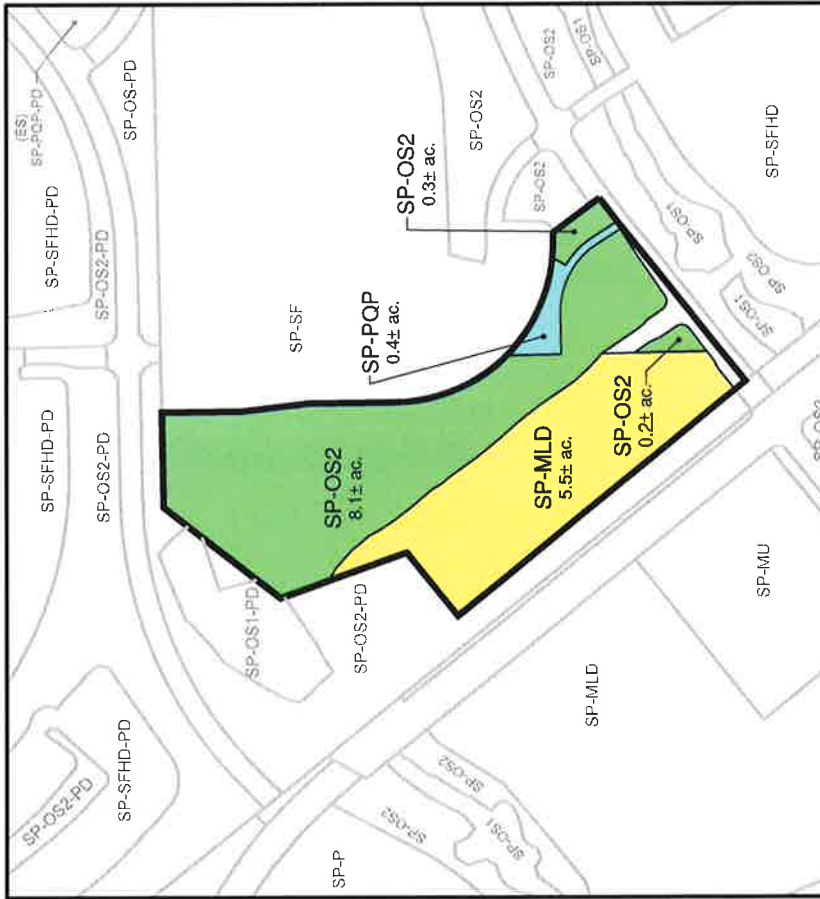 (ES)
SP-PQP-PD
SP-OS-PD
SP-SFHD-PD
SP-OS2-PD
SP-SF
SP-OS2
SP-OS2
SP-OS2
SP-OS1
SP-OS2
0.3± ac.
SP-PQP
0.4± ac.
SP-SFHD
SP-OS1
SP-OS2
SP-OS1
SP-SFHD-PD
SP-OS2-PD
SP-OS2
8.1± ac.
SP-MLD
5.5± ac.
SP-OS2
0.2± ac.
SP-OS2
SP-OS1-PD
SP-OS2-PD
SP-MU
SP-MLD
SP-OS2-PD
SP-SFHD-PD
SP-P
SP-OS2
SP-OS2
SP-OS1